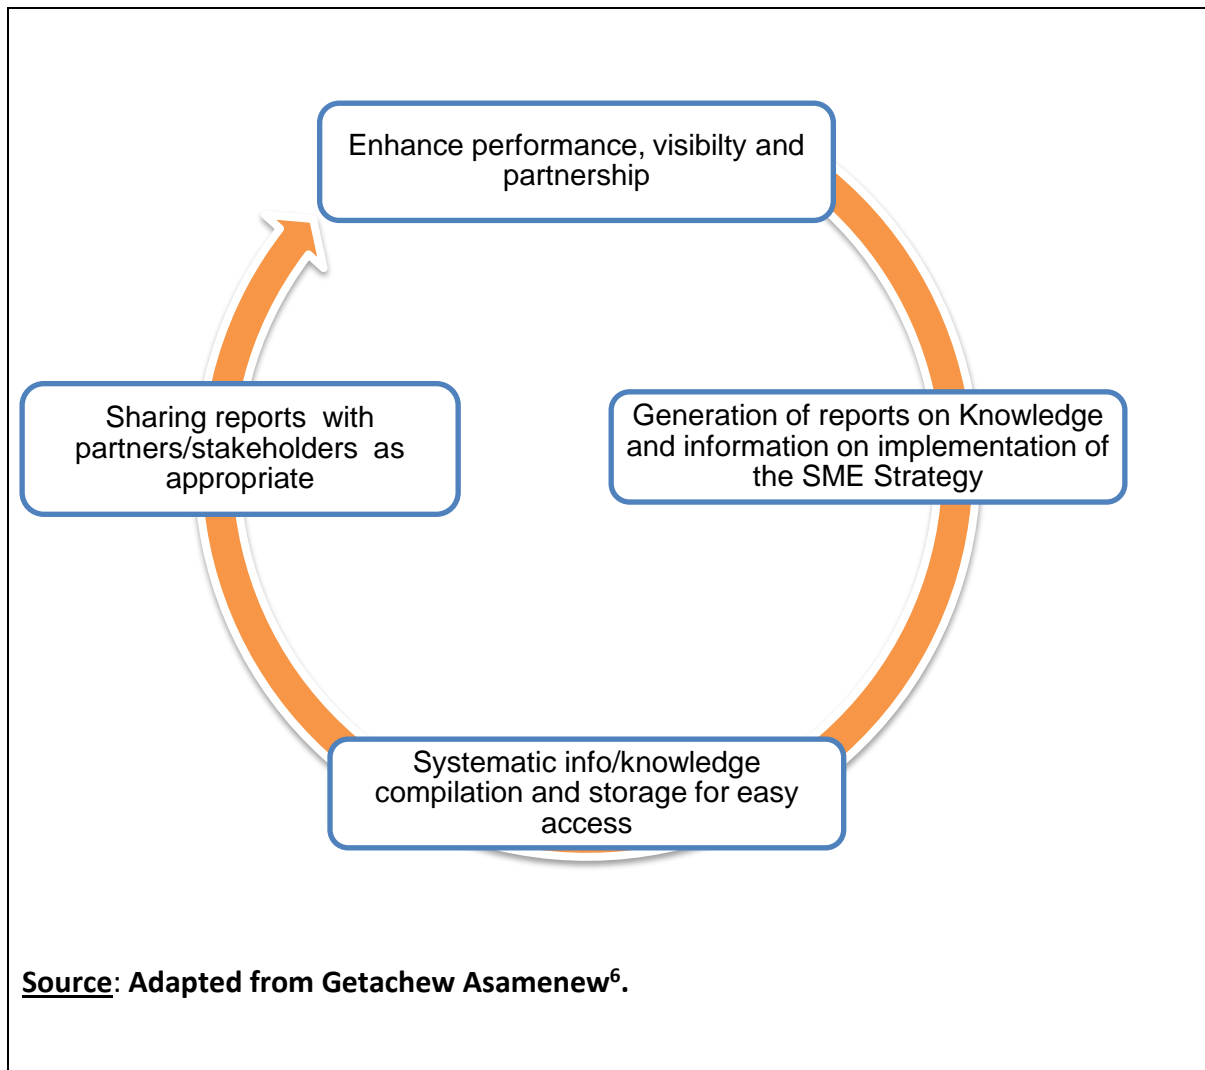 Enhance performance, visibilty and
partnership
Generation of reports on Knowledge
and information on implementation of
the SME Strategy
Systematic info/knowledge
compilation and storage for easy
access
Sharing reports with
partners/stakeholders as
appropriate
Source: Adapted from Getachew Asamenew⁶.